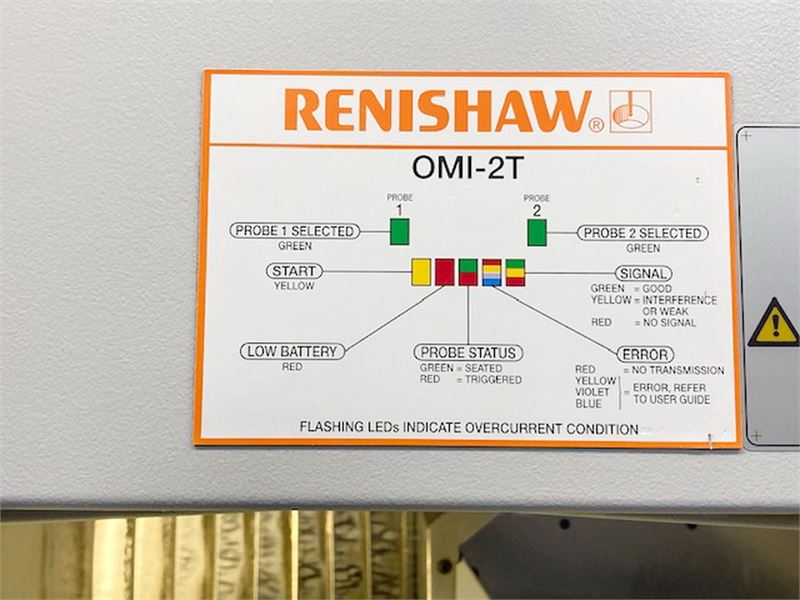 RENISHAW®
OMI-2T
PROBE
1
PROBE
2
PROBE 1 SELECTED
GREEN
PROBE 2 SELECTED
GREEN
START
YELLOW
SIGNAL
GREEN = GOOD
YELLOW = INTERFERENCE
OR WEAK
RED = NO SIGNAL
LOW BATTERY
RED
PROBE STATUS
GREEN = SEATED
RED = TRIGGERED
ERROR
RED = NO TRANSMISSION
YELLOW
VIOLET = ERROR, REFER
BLUE TO USER GUIDE
FLASHING LEDs INDICATE OVERCURRENT CONDITION